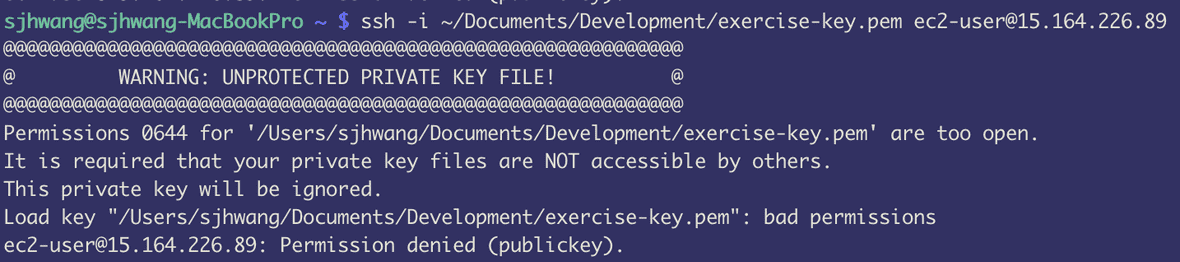 sjhwang@sjhwang-MacBookPro ~ $ ssh -i ~/Documents/Development/exercise-key.pem ec2-user@15.164.226.89
@@@@@@@@@@@@@@@@@@@@@@@@@@@@@@@@@@@@@@@@@@@@@@@@@@@@@@@@@@@
@         WARNING: UNPROTECTED PRIVATE KEY FILE!          @
@@@@@@@@@@@@@@@@@@@@@@@@@@@@@@@@@@@@@@@@@@@@@@@@@@@@@@@@@@@
Permissions 0644 for '/Users/sjhwang/Documents/Development/exercise-key.pem' are too open.
It is required that your private key files are NOT accessible by others.
This private key will be ignored.
Load key "/Users/sjhwang/Documents/Development/exercise-key.pem": bad permissions
ec2-user@15.164.226.89: Permission denied (publickey).